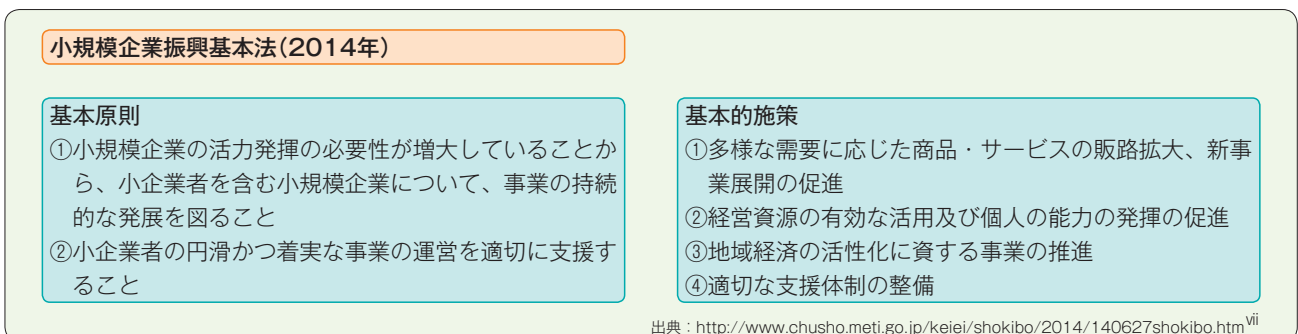 小規模企業振興基本法(2014年)
基本原則
①小規模企業の活力発揮の必要性が増大していることか
ら、小企業者を含む小規模企業について、事業の持続
的な発展を図ること
②小企業者の円滑かつ着実な事業の運営を適切に支援す
ること
基本的施策
①多様な需要に応じた商品・サービスの販路拡大、新事
業展開の促進
②経営資源の有効な活用及び個人の能力の発揮の促進
③地域経済の活性化に資する事業の推進
④適切な支援体制の整備
出典：http://www.chusho.meti.go.jp/keiei/shokibo/2014/140627shokibo.htm vii